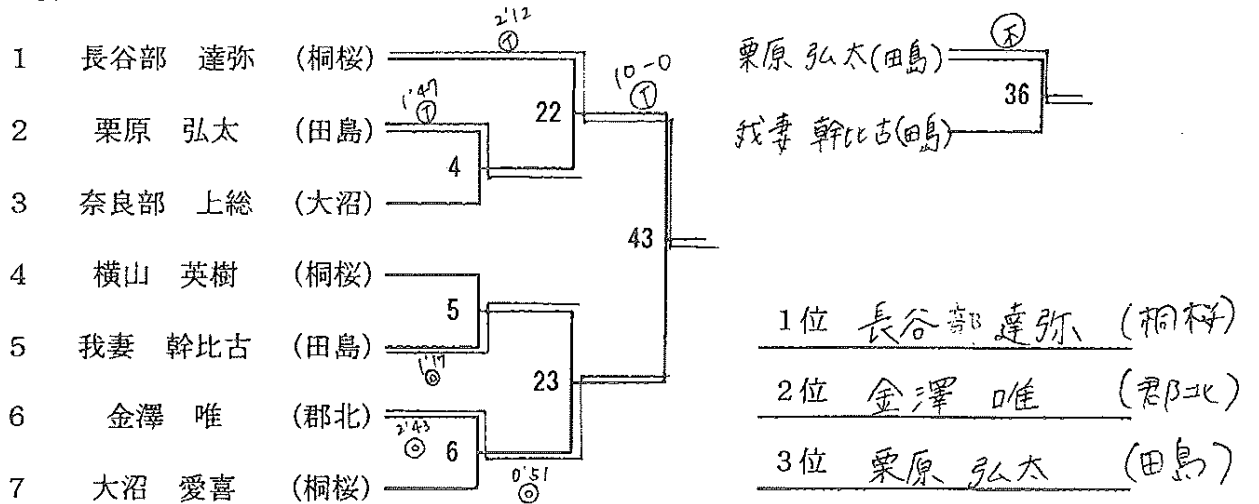 1 長谷部 達弥 (桐桜)
2 栗原 弘太 (田島)
3 奈良部 上総 (大沼)
4 横山 英樹 (桐桜)
5 我妻 幹比古 (田島)
6 金澤 唯 (郡北)
7 大沼 愛喜 (桐桜)
2'12
Ⓣ
1'47
Ⓣ
4
22
10-0
Ⓣ
43
5
1'17
◎
23
2'43
◎
6
0'51
◎
栗原 弘太(田島)
36
我妻 幹比古(田島)
1位 長谷部 達弥 (桐桜)
2位 金澤 唯 (郡北)
3位 栗原 弘太 (田島)